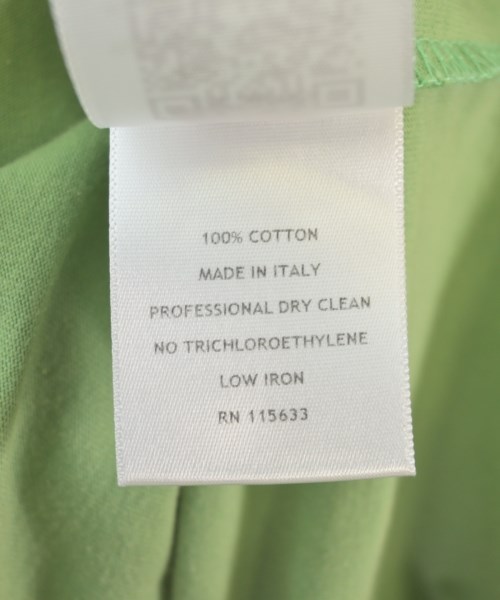 100% COTTON
MADE IN ITALY
PROFESSIONAL DRY CLEAN
NO TRICHLOROETHYLENE
LOW IRON
RN 115633